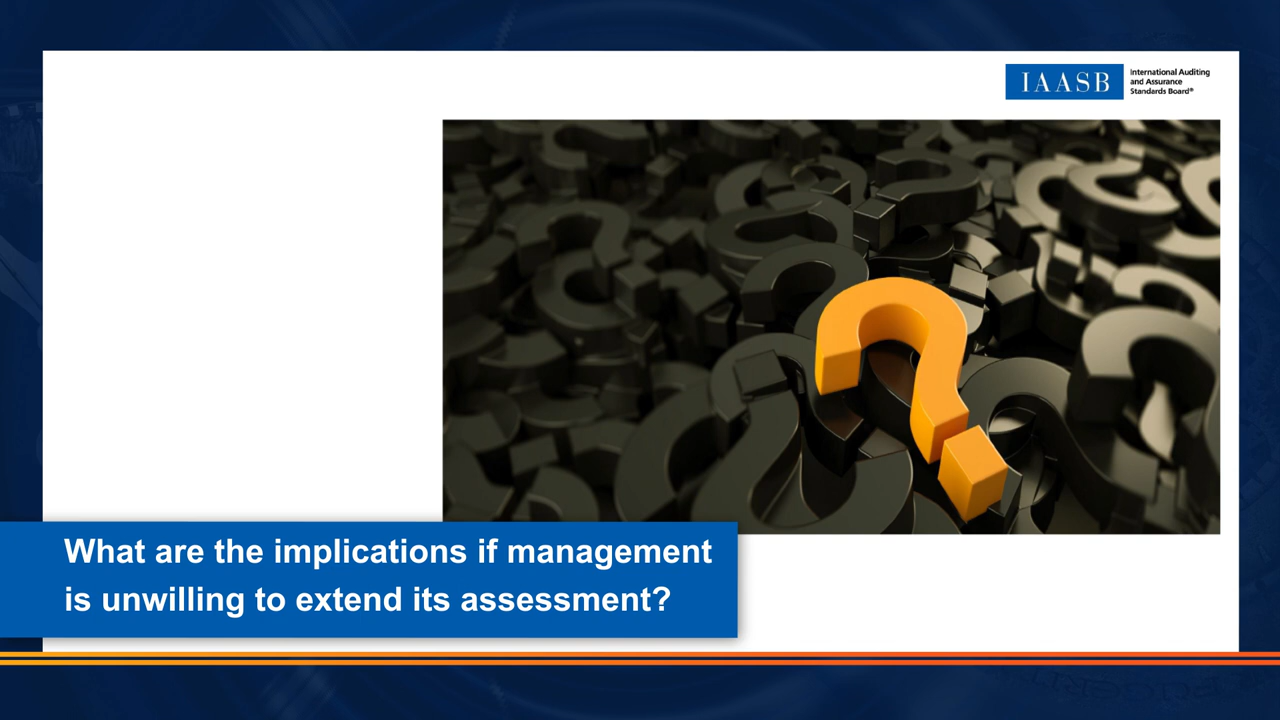 IAASB
International Auditing
and Assurance
Standards Board®
What are the implications if management
is unwilling to extend its assessment?